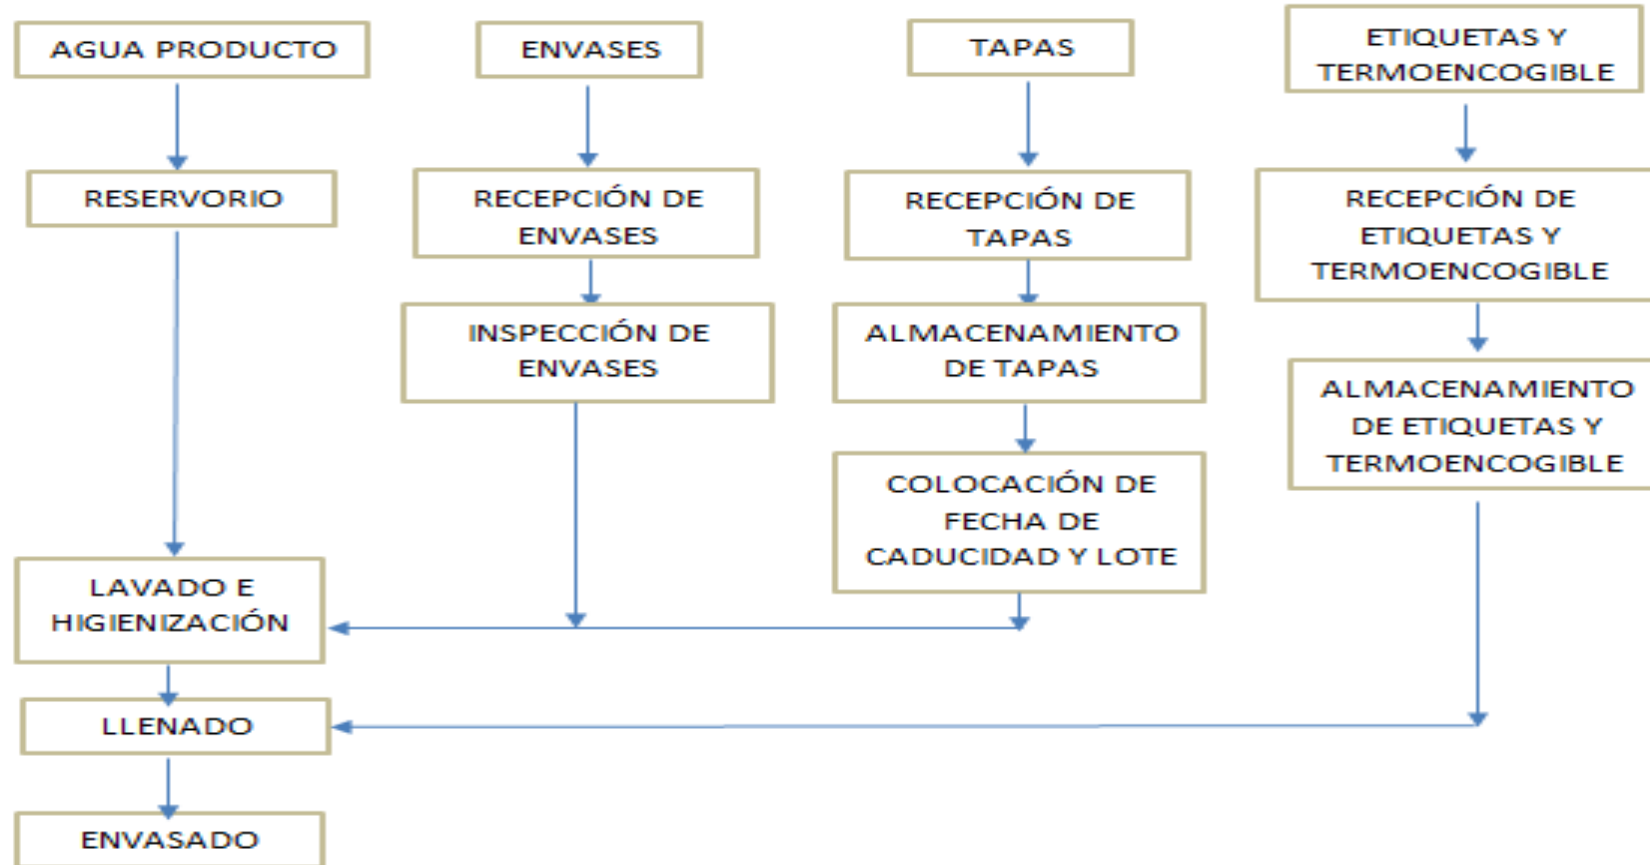 AGUA PRODUCTO
ENVASES
TAPAS
ETIQUETAS Y
TERMOENCOGIBLE
RESERVORIO
RECEPCIÓN DE
ENVASES
RECEPCIÓN DE
TAPAS
RECEPCIÓN DE
ETIQUETAS Y
TERMOENCOGIBLE
INSPECCIÓN DE
ENVASES
ALMACENAMIENTO
DE TAPAS
ALMACENAMIENTO
DE ETIQUETAS Y
TERMOENCOGIBLE
COLOCACIÓN DE
FECHA DE
CADUCIDAD Y LOTE
LAVADO E
HIGIENIZACIÓN
LLENADO
ENVASADO